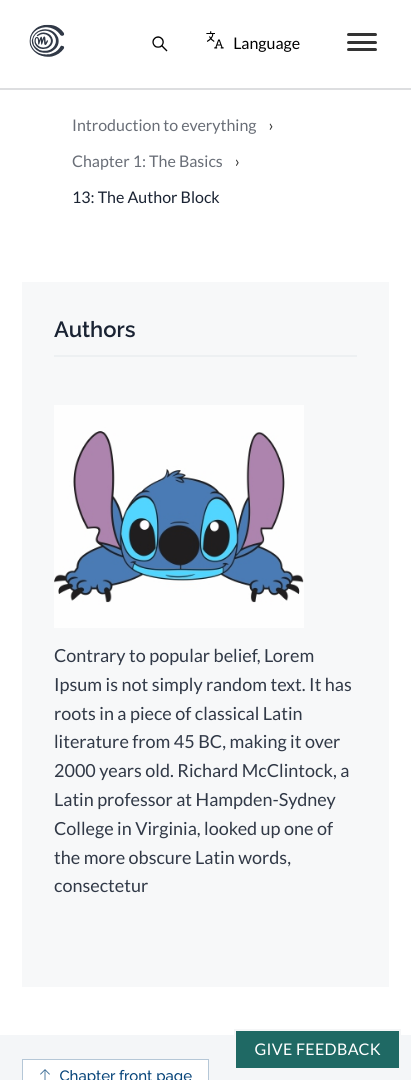 Language
Introduction to everything ›
Chapter 1: The Basics ›
13: The Author Block
Authors
Contrary to popular belief, Lorem
Ipsum is not simply random text. It has
roots in a piece of classical Latin
literature from 45 BC, making it over
2000 years old. Richard McClintock, a
Latin professor at Hampden-Sydney
College in Virginia, looked up one of
the more obscure Latin words,
consectetur
GIVE FEEDBACK
↑ Chapter front page